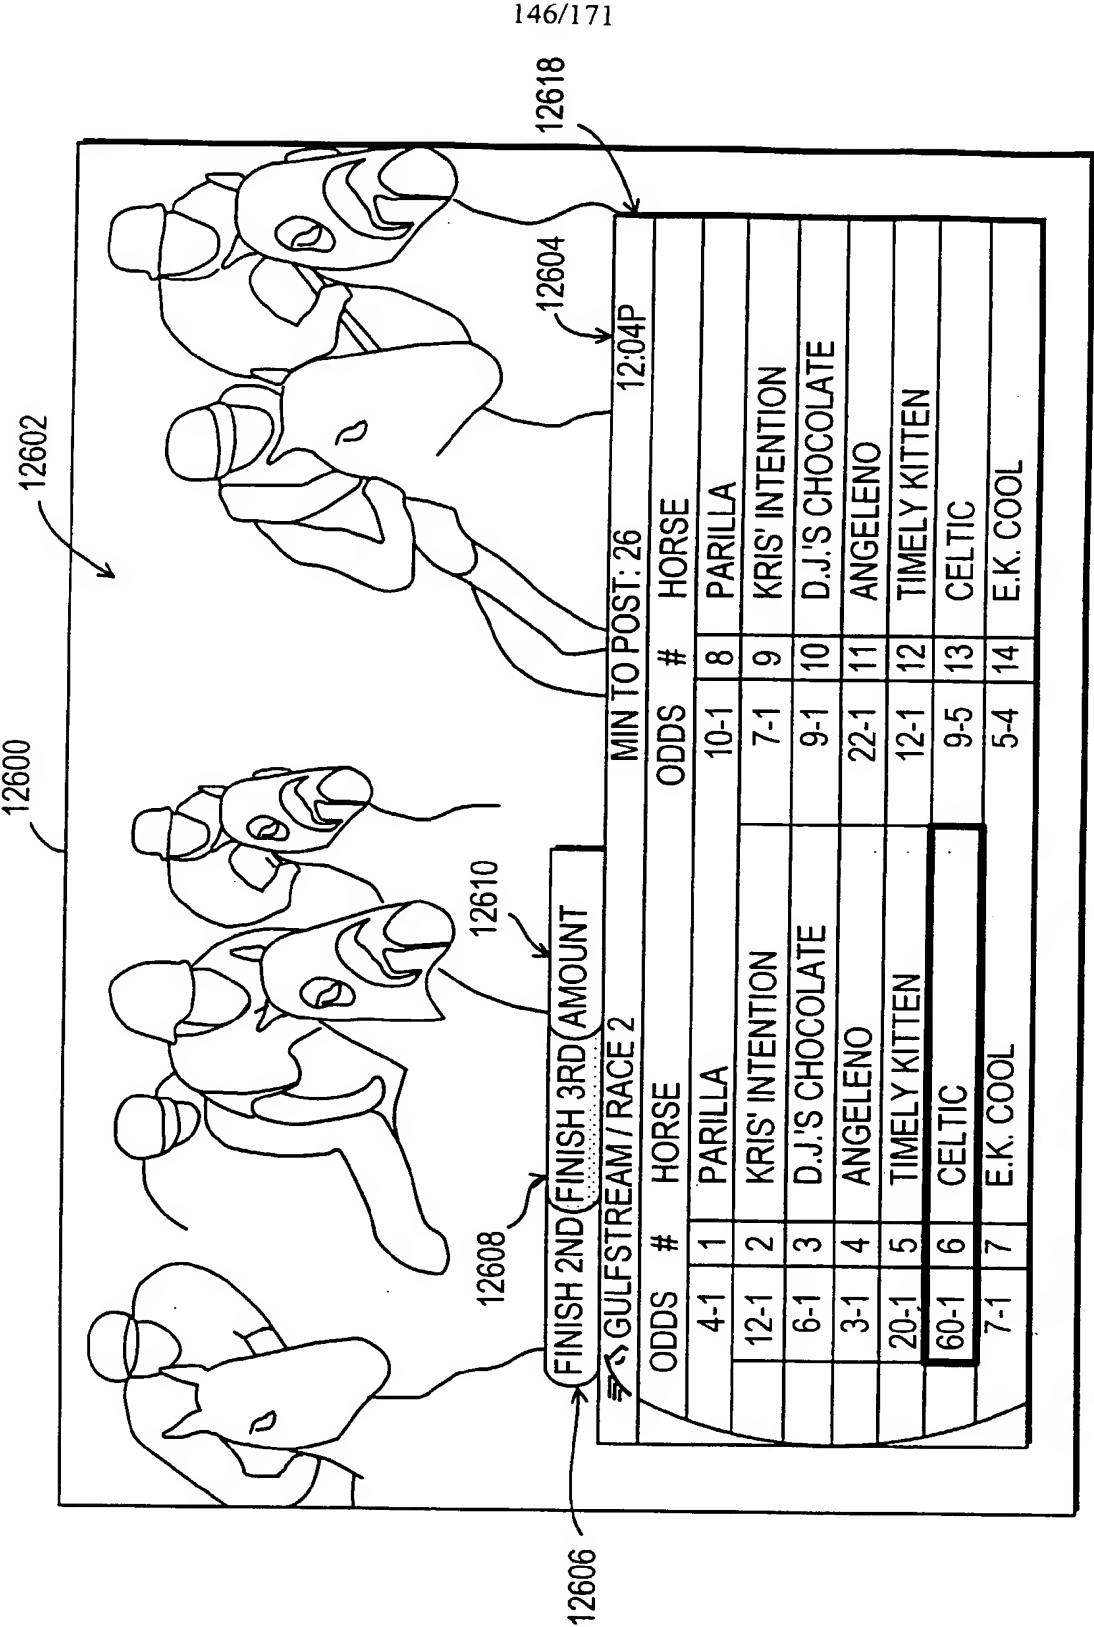 146/171
12600
12602
12618
12604
12610
12608
12606
FINISH 2ND FINISH 3RD AMOUNT
GULFSTREAM / RACE 2 MIN TO POST: 26 12:04P
ODDS # HORSE ODDS # HORSE
4-1 1 PARILLA 10-1 8 PARILLA
12-1 2 KRIS' INTENTION 7-1 9 KRIS' INTENTION
6-1 3 D.J.'S CHOCOLATE 9-1 10 D.J.'S CHOCOLATE
3-1 4 ANGELENO 22-1 11 ANGELENO
20-1 5 TIMELY KITTEN 12-1 12 TIMELY KITTEN
60-1 6 CELTIC 9-5 13 CELTIC
7-1 7 E.K. COOL 5-4 14 E.K. COOL